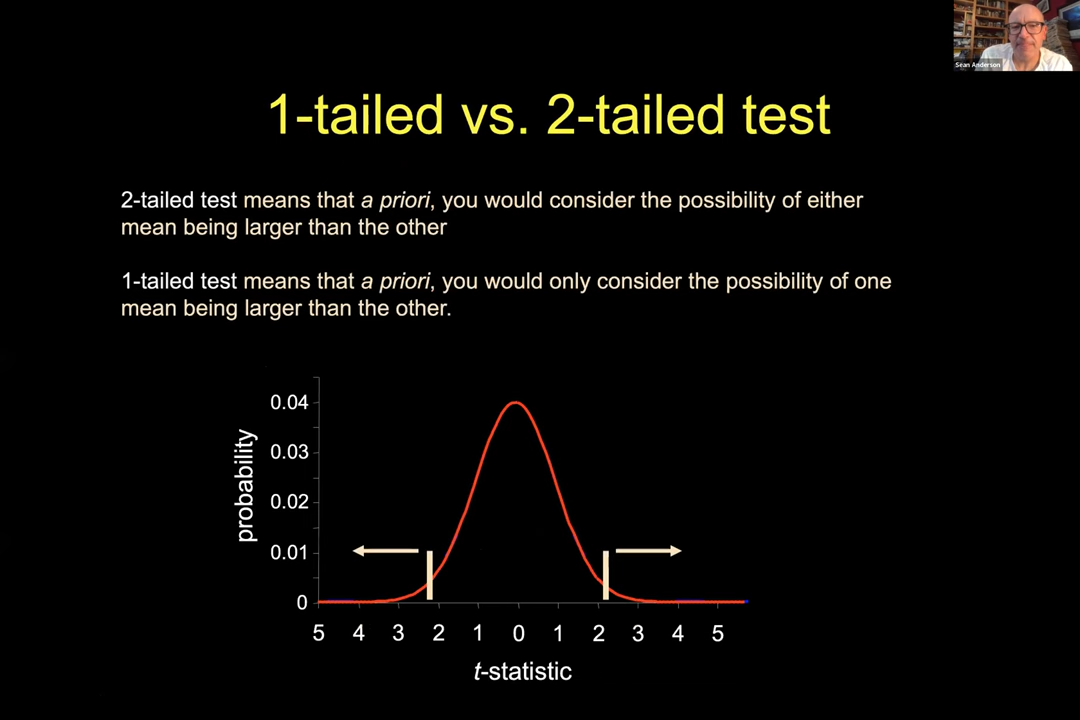 Sean Anderson
1-tailed vs. 2-tailed test
2-tailed test means that a priori, you would consider the possibility of either
mean being larger than the other
1-tailed test means that a priori, you would only consider the possibility of one
mean being larger than the other.
probability
0.04
0.03
0.02
0.01
0
5 4 3 2 1 0 1 2 3 4 5
t-statistic